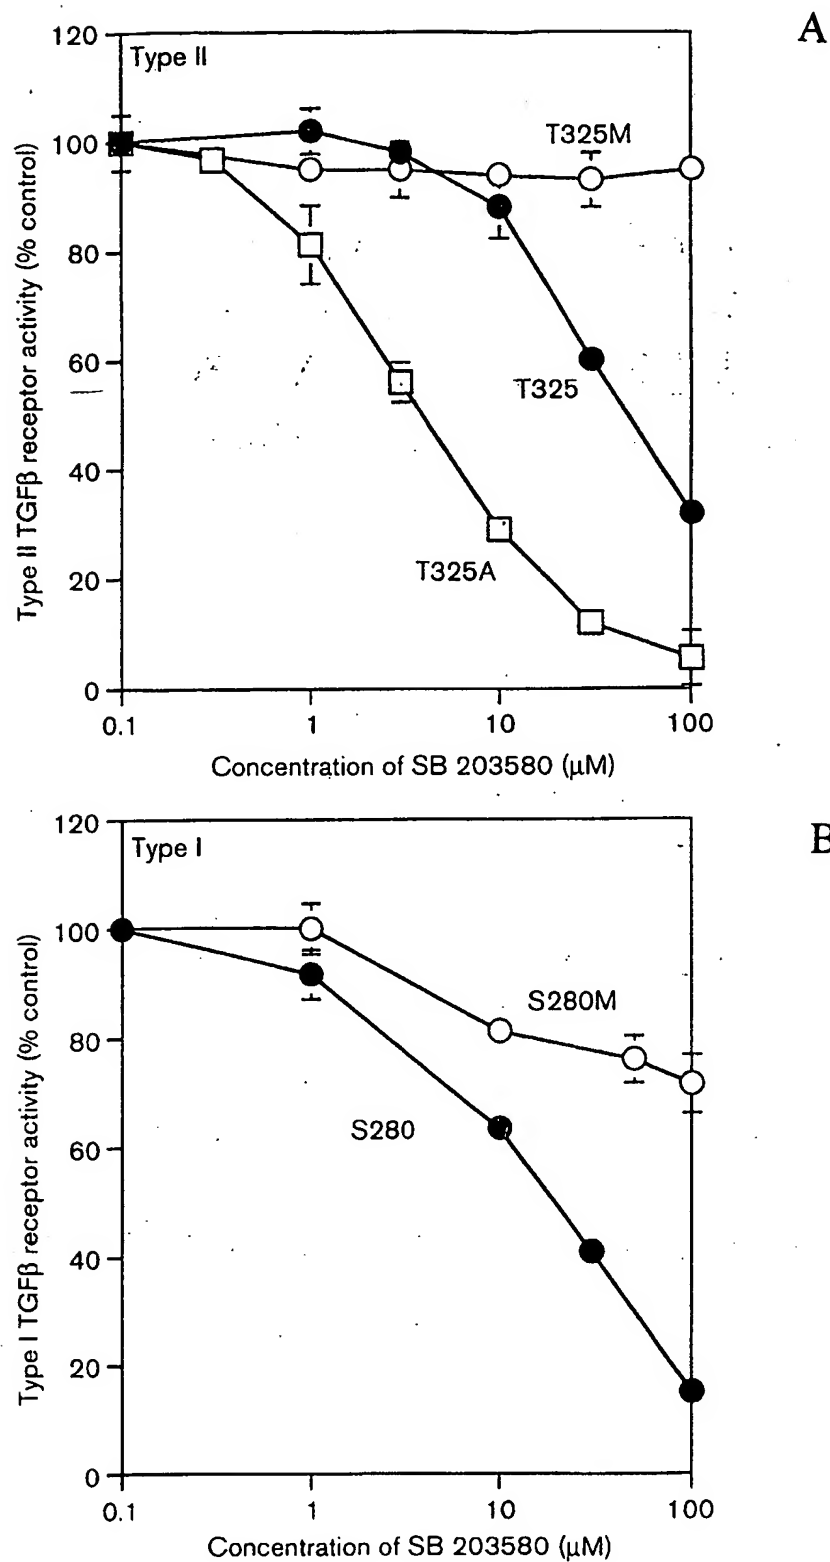 A
120
Type II
100
T325M
80
60
T325
40
T325A
20
0
0.1 1 10 100
Type II TGFβ receptor activity (% control)
Concentration of SB 203580 (μM)
B
120
Type I
100
S280M
80
S280
60
40
20
0
0.1 1 10 100
Type I TGFβ receptor activity (% control)
Concentration of SB 203580 (μM)